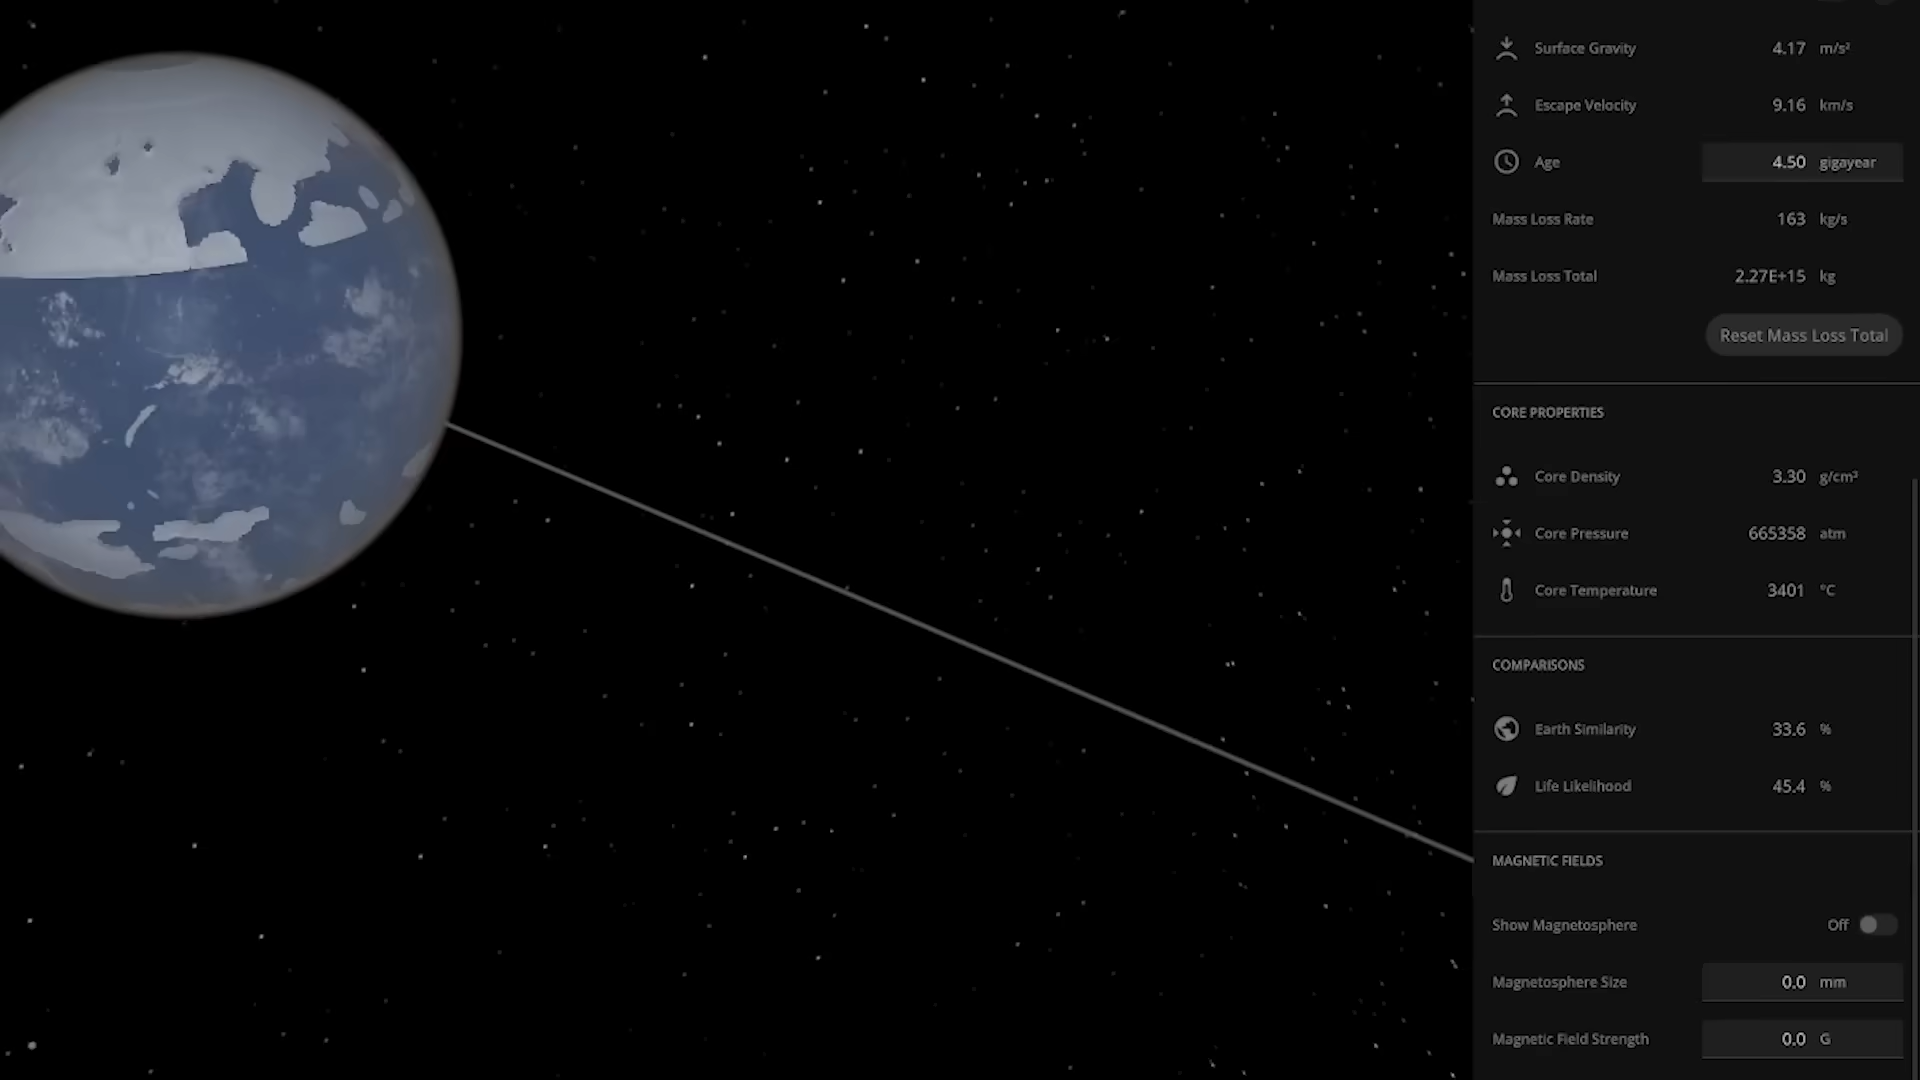 Surface Gravity 4.17 m/s²
Escape Velocity 9.16 km/s
Age 4.50 gigayear
Mass Loss Rate 163 kg/s
Mass Loss Total 2.27E+15 kg
Reset Mass Loss Total
CORE PROPERTIES
Core Density 3.30 g/cm³
Core Pressure 665358 atm
Core Temperature 3401 °C
COMPARISONS
Earth Similarity 33.6 %
Life Likelihood 45.4 %
MAGNETIC FIELDS
Show Magnetosphere Off
Magnetosphere Size 0.0 mm
Magnetic Field Strength 0.0 G